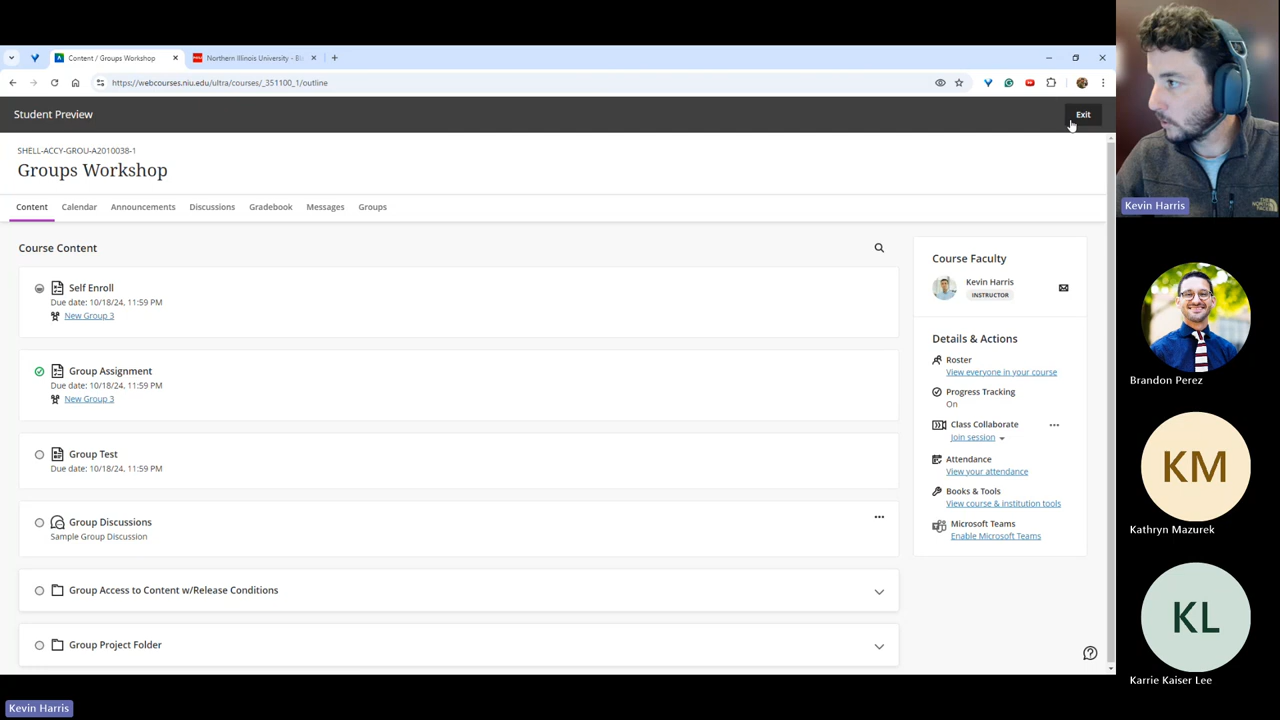 Content / Groups Workshop
Northern Illinois University - Bl
https://webcourses.niu.edu/ultra/courses/_351100_1/outline
Student Preview
Exit
SHELL-ACCY-GROU-A2010038-1
Groups Workshop
Content Calendar Announcements Discussions Gradebook Messages Groups
Course Content
Self Enroll
Due date: 10/18/24, 11:59 PM
New Group 3
Group Assignment
Due date: 10/18/24, 11:59 PM
New Group 3
Group Test
Due date: 10/18/24, 11:59 PM
Group Discussions
Sample Group Discussion
Group Access to Content w/Release Conditions
Group Project Folder
Course Faculty
Kevin Harris
INSTRUCTOR
Details & Actions
Roster
View everyone in your course
Progress Tracking
On
Class Collaborate
Join session
Attendance
View your attendance
Books & Tools
View course & institution tools
Microsoft Teams
Enable Microsoft Teams
Kevin Harris
Brandon Perez
KM
Kathryn Mazurek
KL
Karrie Kaiser Lee
Kevin Harris